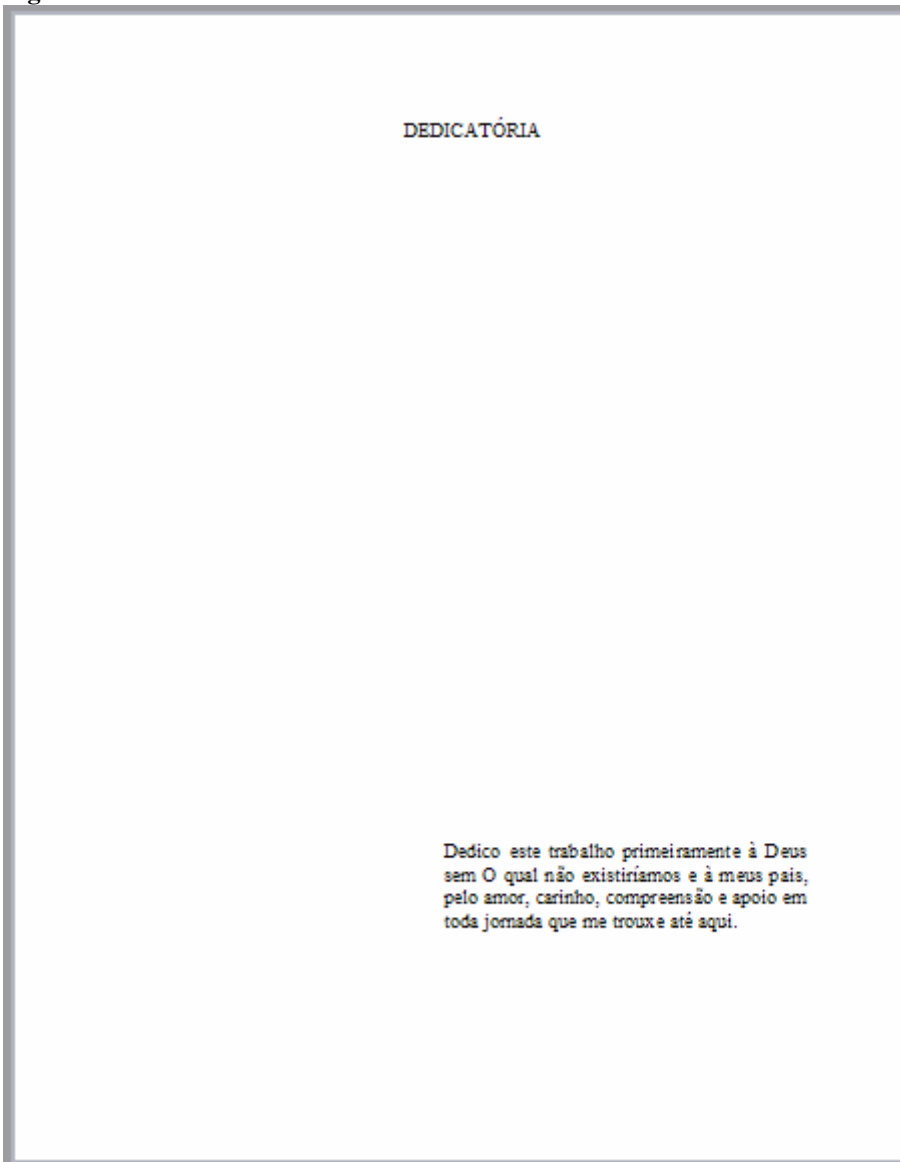 DEDICATÓRIA
Dedico este trabalho primeiramente à Deus
sem O qual não existiríamos e à meus pais,
pelo amor, carinho, compreensão e apoio em
toda jornada que me trouxe até aqui.